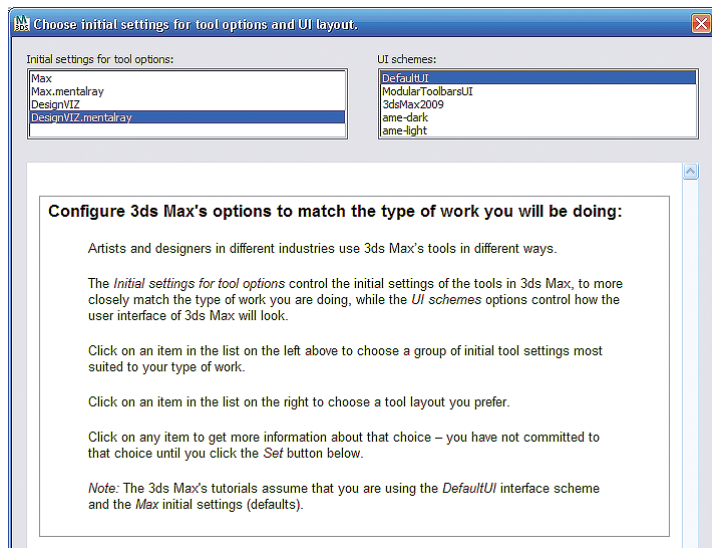 M
3DS
Choose initial settings for tool options and UI layout.
Initial settings for tool options:
Max
Max.mentalray
DesignVIZ
DesignVIZ.mentalray
UI schemes:
DefaultUI
ModularToolbarsUI
3dsMax2009
ame-dark
ame-light
Configure 3ds Max's options to match the type of work you will be doing:
Artists and designers in different industries use 3ds Max's tools in different ways.
The Initial settings for tool options control the initial settings of the tools in 3ds Max, to more
closely match the type of work you are doing, while the UI schemes options control how the
user interface of 3ds Max will look.
Click on an item in the list on the left above to choose a group of initial tool settings most
suited to your type of work.
Click on an item in the list on the right to choose a tool layout you prefer.
Click on any item to get more information about that choice – you have not committed to
that choice until you click the Set button below.
Note: The 3ds Max's tutorials assume that you are using the DefaultUI interface scheme
and the Max initial settings (defaults).